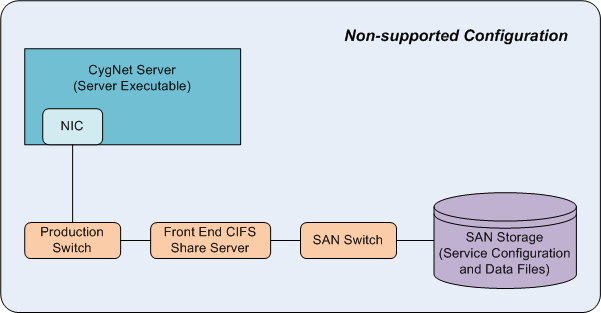 Non-supported Configuration
CygNet Server
(Server Executable)
NIC
Production
Switch
Front End CIFS
Share Server
SAN Switch
SAN Storage
(Service Configuration
and Data Files)